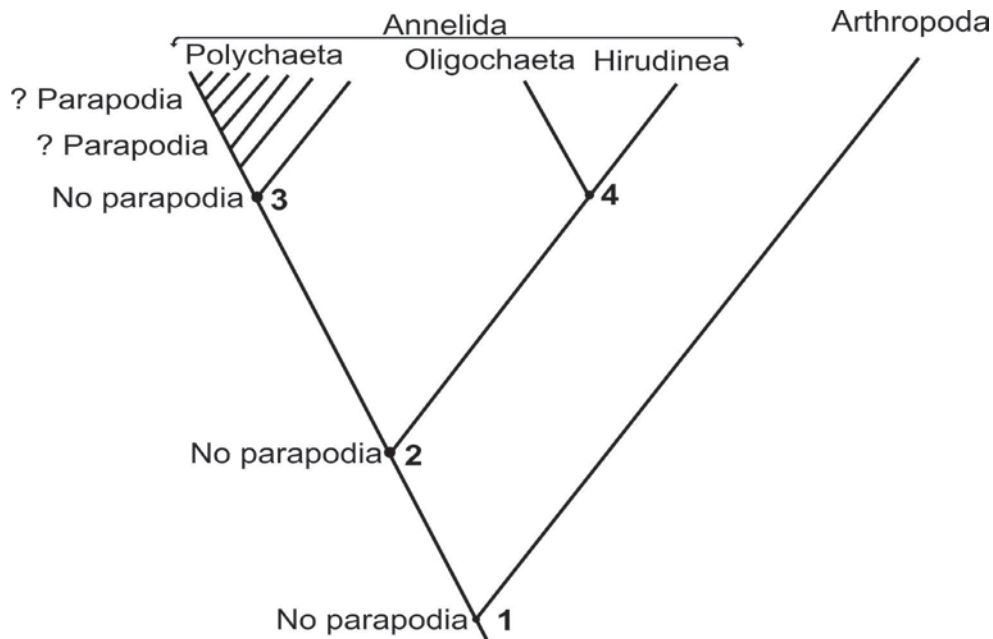 Annelida
Arthropoda
Polychaeta
Oligochaeta
Hirudinea
? Parapodia
? Parapodia
No parapodia
3
4
No parapodia
2
No parapodia
1